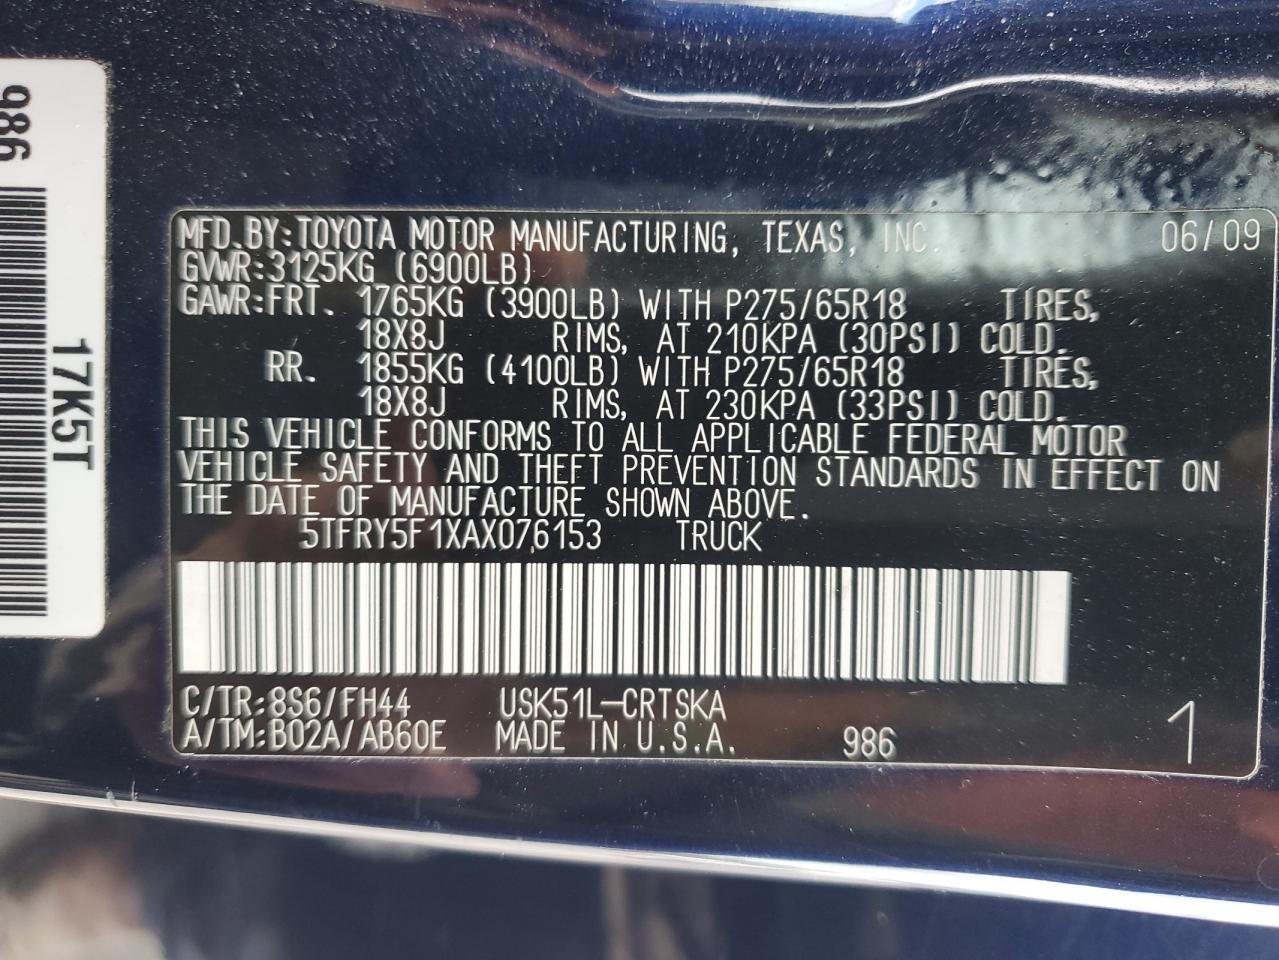 986
17K5T
MFD.BY:TOYOTA MOTOR MANUFACTURING, TEXAS, INC. 06/09
GVWR:3125KG (6900LB)
GAWR:FRT. 1765KG (3900LB) WITH P275/65R18 TIRES,
18X8J RIMS, AT 210KPA (30PSI) COLD.
RR. 1855KG (4100LB) WITH P275/65R18 TIRES,
18X8J RIMS, AT 230KPA (33PSI) COLD.
THIS VEHICLE CONFORMS TO ALL APPLICABLE FEDERAL MOTOR
VEHICLE SAFETY AND THEFT PREVENTION STANDARDS IN EFFECT ON
THE DATE OF MANUFACTURE SHOWN ABOVE.
5TFRY5F1XAX076153 TRUCK
C/TR:8S6/FH44 USK51L-CRTSKA
A/TM:B02A/AB60E MADE IN U.S.A. 986 1